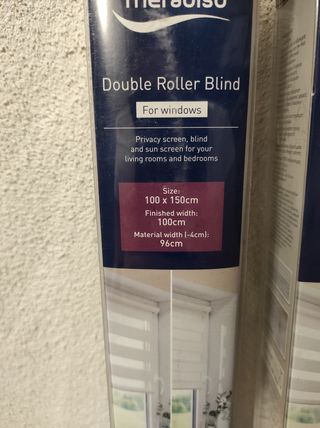 Double Roller Blind
For windows
Privacy screen, blind
and sun screen for your
living rooms and bedrooms
Size:
100 x 150cm
Finished width:
100cm
Material width (-4cm):
96cm